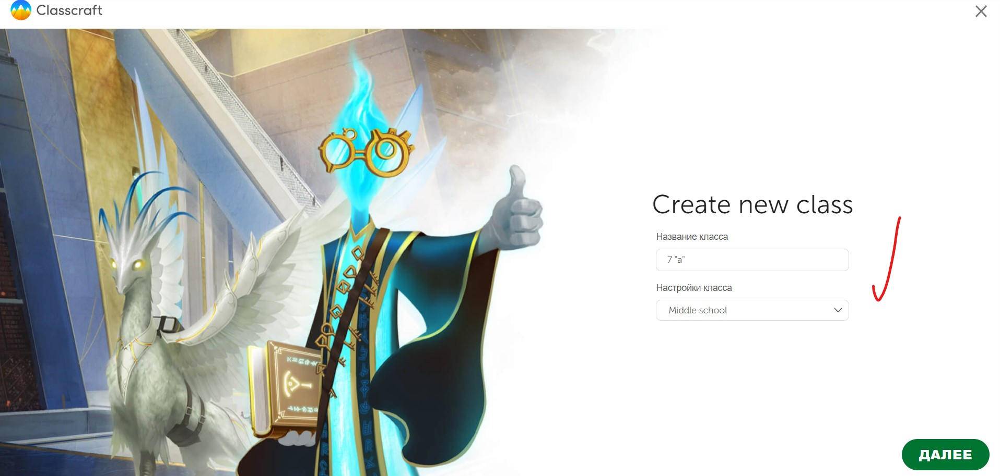 Classcraft
Create new class
Название класса
7 "а"
Настройки класса
Middle school
ДАЛЕЕ